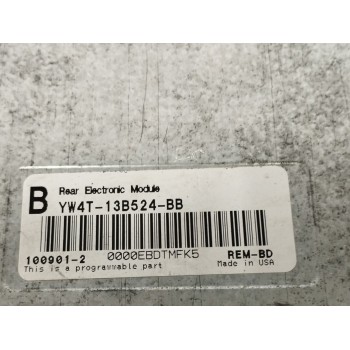 B Rear Electronic Module
YW4T-13B524-BB
0000EBDTMFK5
100901-2 REM-BD
This is a programmable part Made in USA